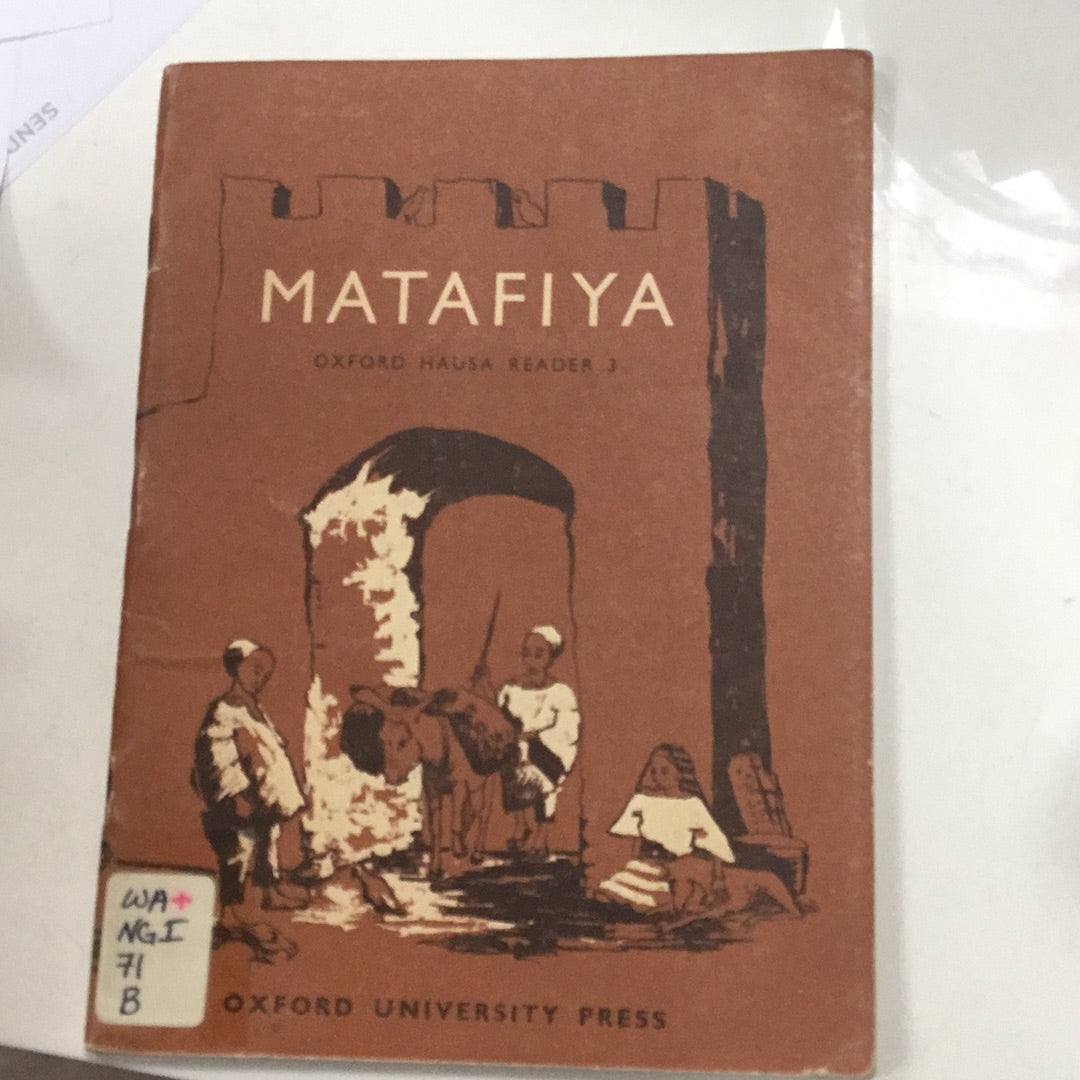 MATAFIYA
OXFORD HAUSA READER 3
WA+
NGI
71
B
OXFORD UNIVERSITY PRESS